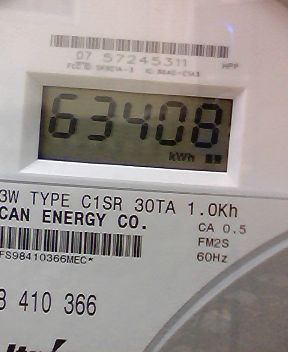 07 57245311
HPP
63408
kWh
3W TYPE C1SR 30TA 1.0Kh
CAN ENERGY CO.
CA 0.5
FM2S
60Hz
FS98410366MEC*
410 366